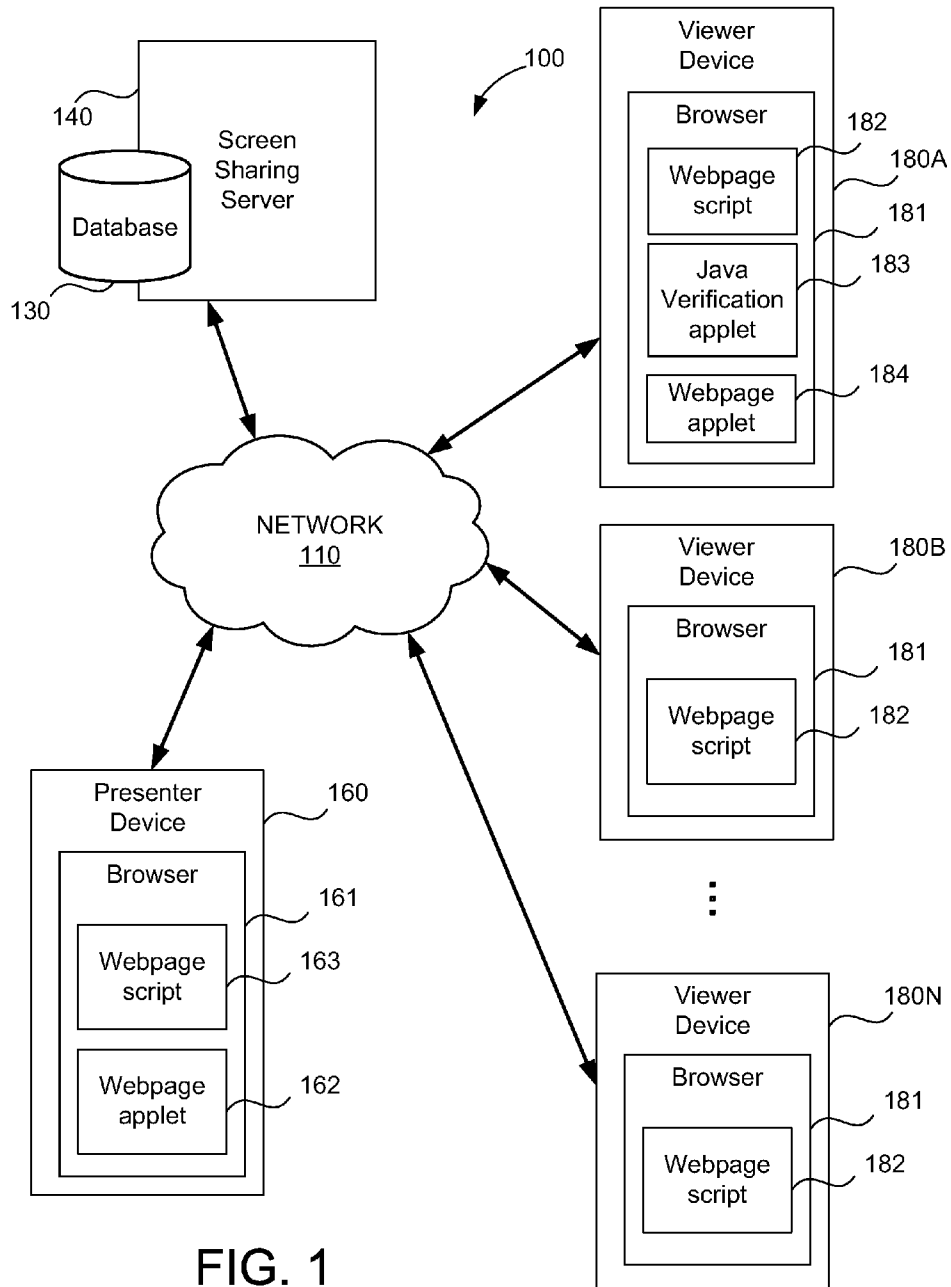 100
140
Screen
Sharing
Server
Database
130
Viewer
Device
Browser
182
Webpage
script
180A
181
Java
Verification
applet
183
Webpage
applet
184
NETWORK
110
Viewer
Device
180B
Browser
181
Webpage
script
182
Presenter
Device
160
Browser
161
Webpage
script
163
Webpage
applet
162
Viewer
Device
180N
Browser
181
Webpage
script
182
FIG. 1